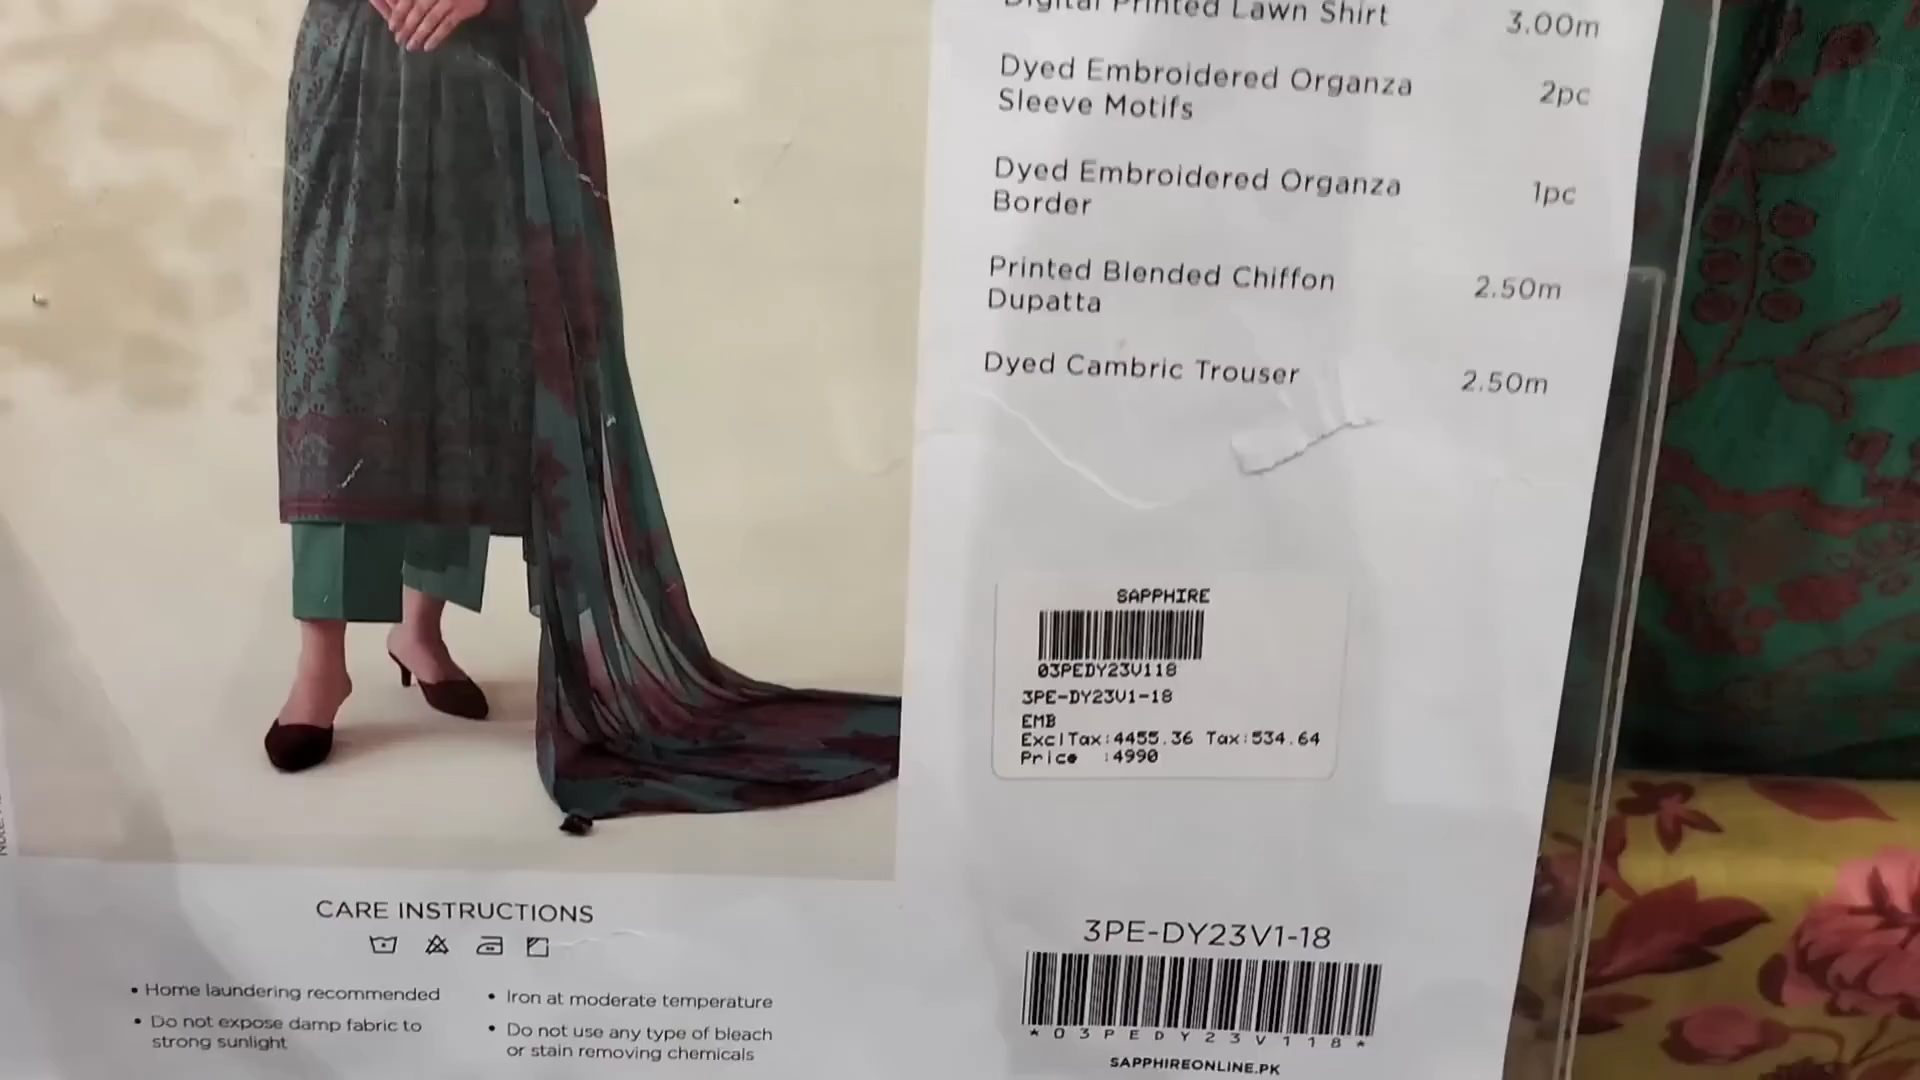 Digital Printed Lawn Shirt 3.00m
Dyed Embroidered Organza 2pc
Sleeve Motifs
Dyed Embroidered Organza 1pc
Border
Printed Blended Chiffon 2.50m
Dupatta
Dyed Cambric Trouser 2.50m
SAPPHIRE
03PEDY23V118
3PE-DY23V1-18
EMB
ExclTax:4455.36 Tax:534.64
Price :4990
3PE-DY23V1-18
*03PEDY23V118*
SAPPHIREONLINE.PK
CARE INSTRUCTIONS
• Home laundering recommended
• Do not expose damp fabric to
strong sunlight
• Iron at moderate temperature
• Do not use any type of bleach
or stain removing chemicals